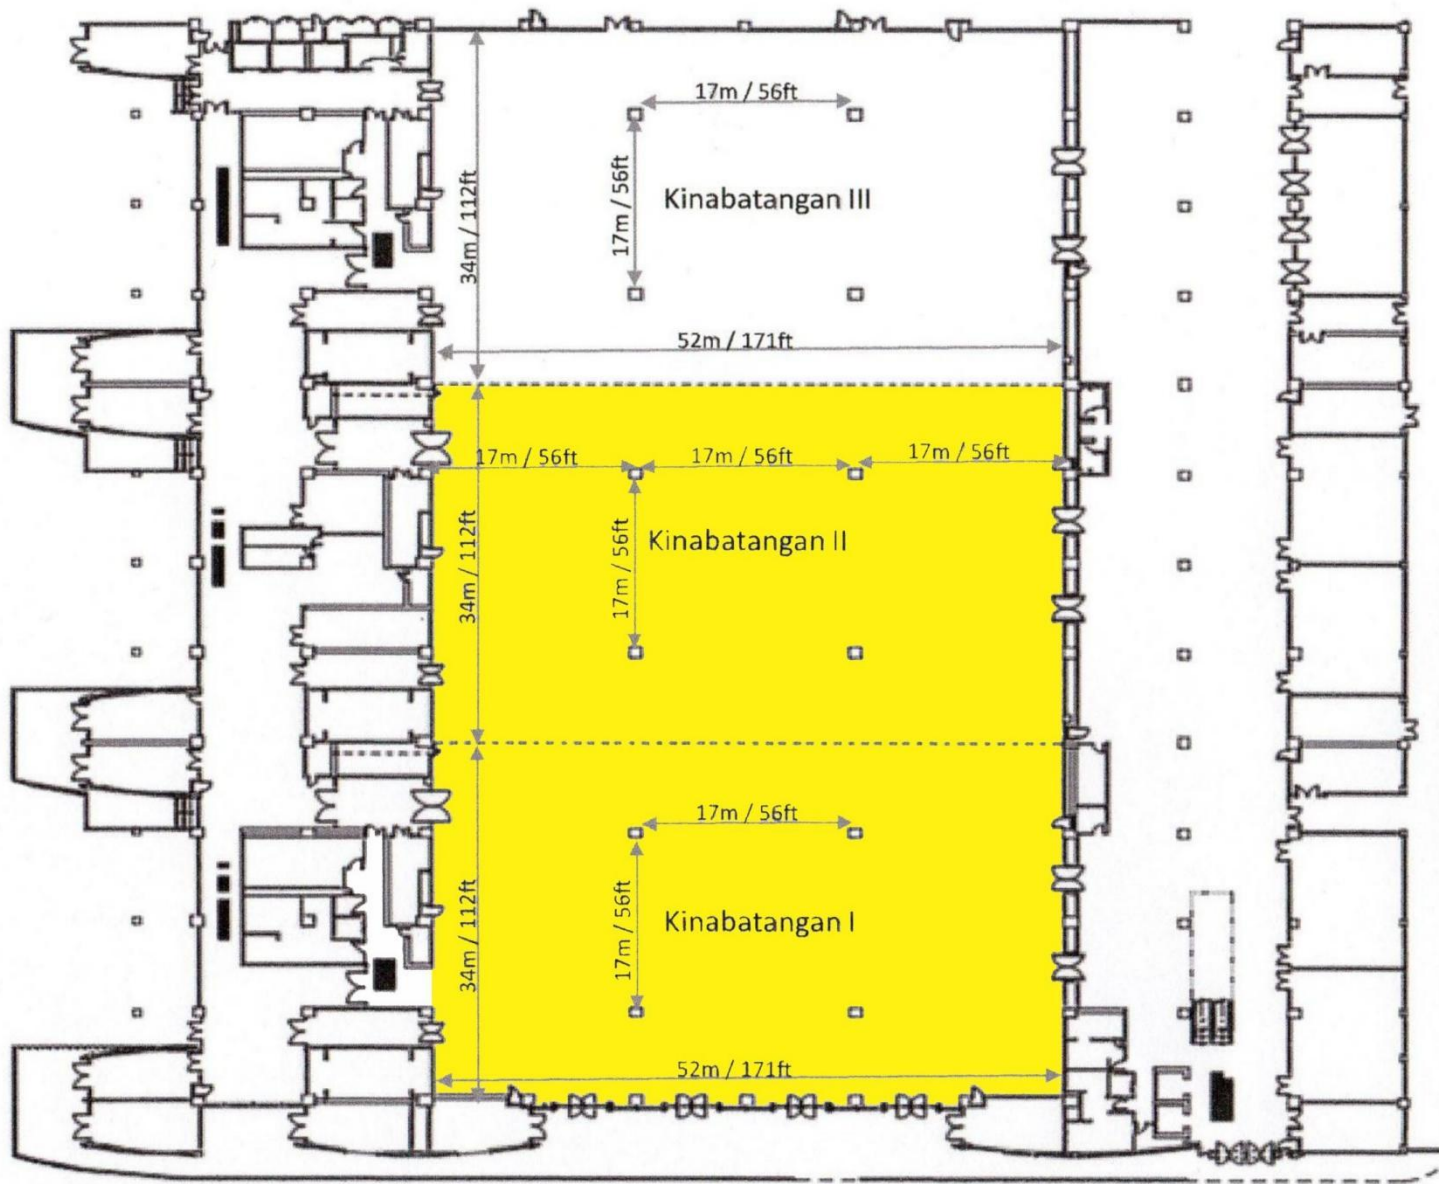 17m / 56ft
17m / 56ft
Kinabatangan III
34m / 112ft
52m / 171ft
17m / 56ft
17m / 56ft
17m / 56ft
17m / 56ft
Kinabatangan II
34m / 112ft
17m / 56ft
17m / 56ft
Kinabatangan I
34m / 112ft
52m / 171ft